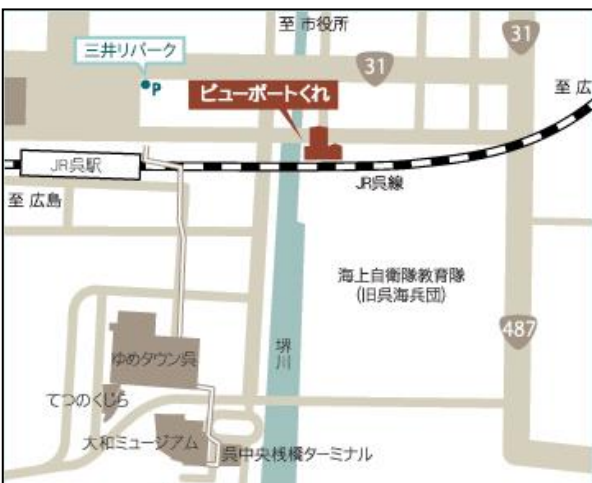 至 市役所
31
三井リパーク
31
P
ビューポートくれ
至 広
JR呉駅
JR呉線
至 広島
海上自衛隊教育隊
(旧呉海兵団)
487
堺川
ゆめタウン呉
てつのくじら
大和ミュージアム
呉中央桟橋ターミナル